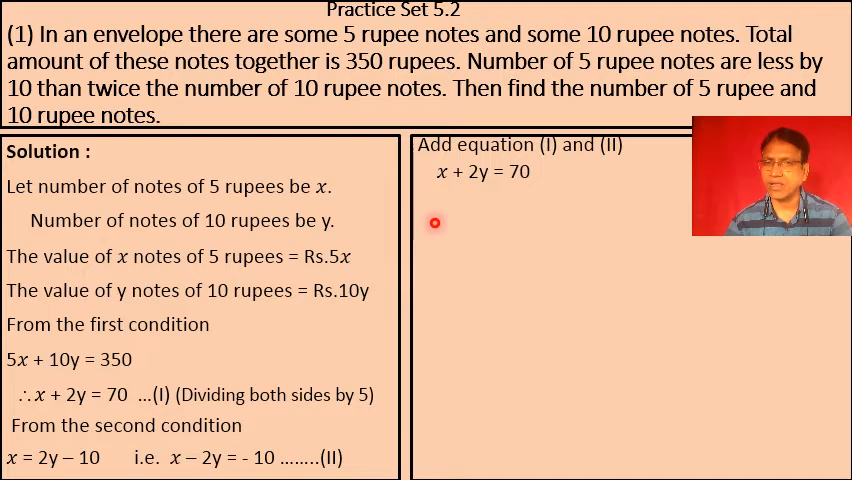 Practice Set 5.2
(1) In an envelope there are some 5 rupee notes and some 10 rupee notes. Total
amount of these notes together is 350 rupees. Number of 5 rupee notes are less by
10 than twice the number of 10 rupee notes. Then find the number of 5 rupee and
10 rupee notes.
Solution :
Let number of notes of 5 rupees be x.
Number of notes of 10 rupees be y.
The value of x notes of 5 rupees = Rs.5x
The value of y notes of 10 rupees = Rs.10y
From the first condition
5x + 10y = 350
∴ x + 2y = 70 ...(I) (Dividing both sides by 5)
From the second condition
x = 2y – 10 i.e. x – 2y = - 10 ........(II)
Add equation (I) and (II)
x + 2y = 70